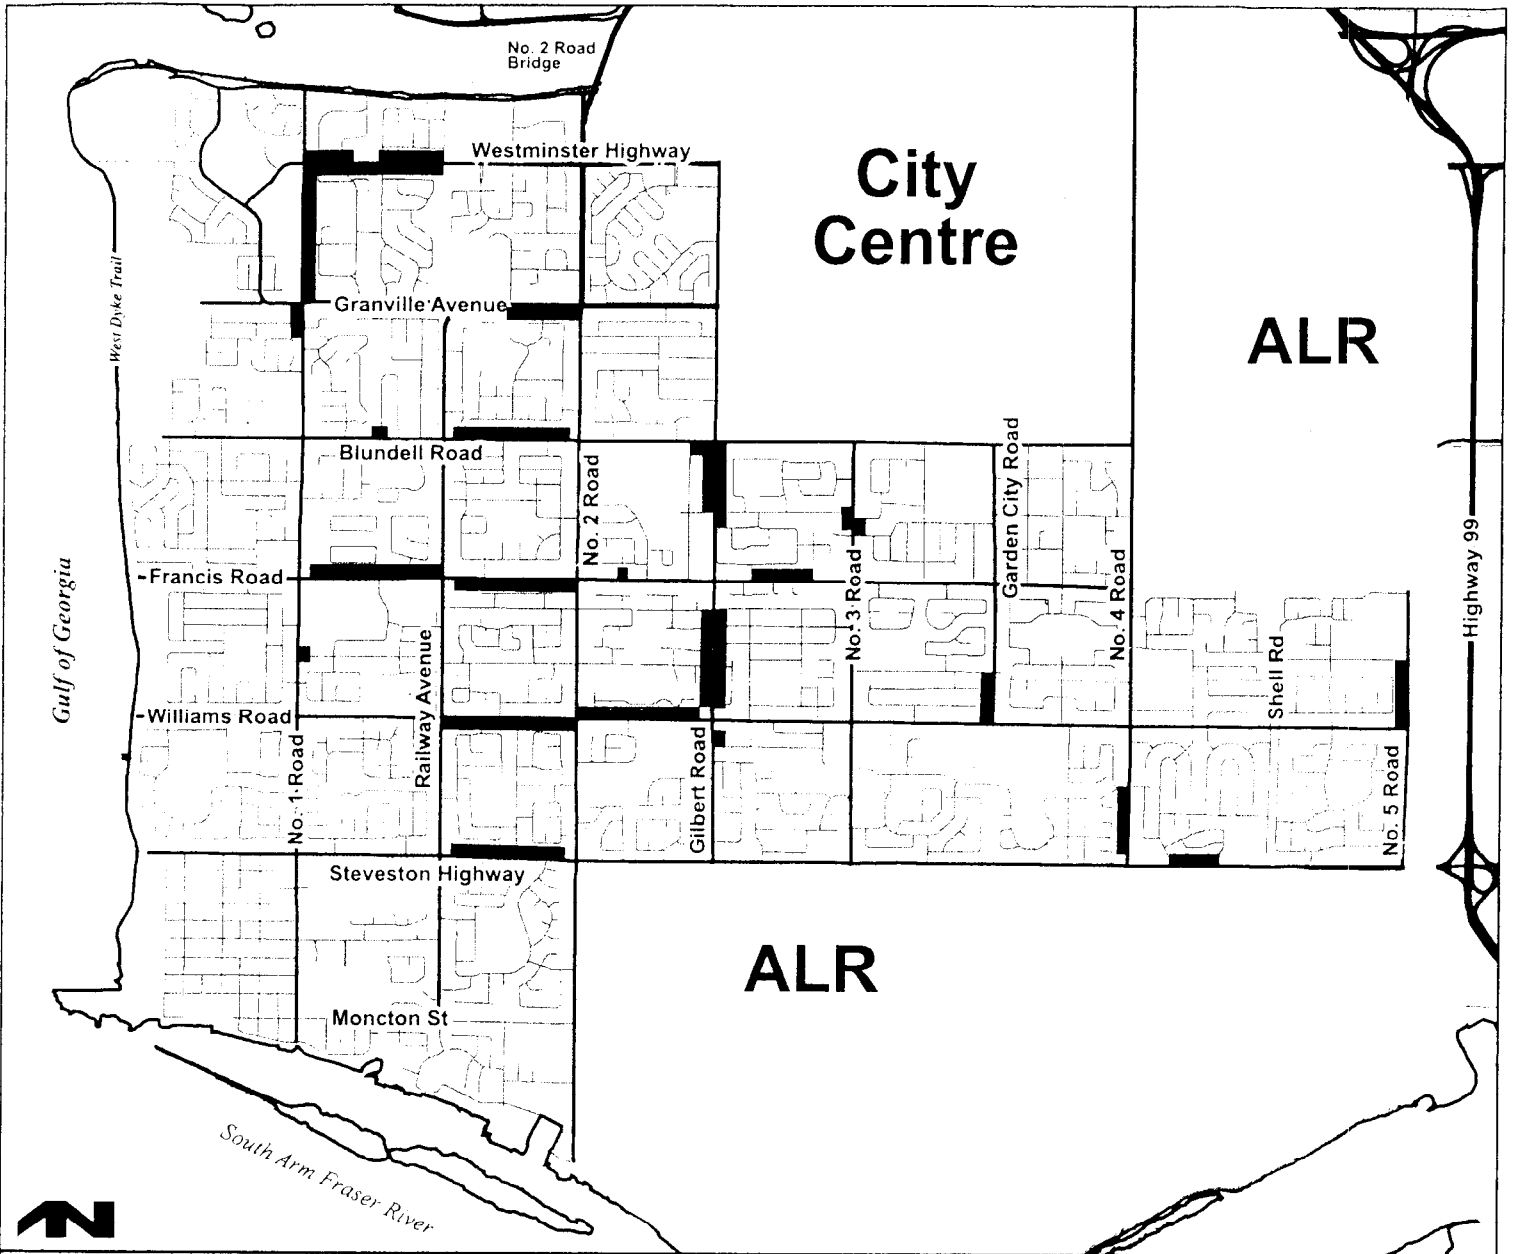 No. 2 Road
Bridge
Westminster Highway
City
Centre
West Dyke Trail
Granville Avenue
ALR
Blundell Road
No. 2 Road
Garden City Road
Highway 99
Gulf of Georgia
Francis Road
No. 3 Road
No. 4 Road
Railway Avenue
Shell Rd
Williams Road
No. 1 Road
Gilbert Road
No. 5 Road
Steveston Highway
ALR
Moncton St
South Arm Fraser River
N